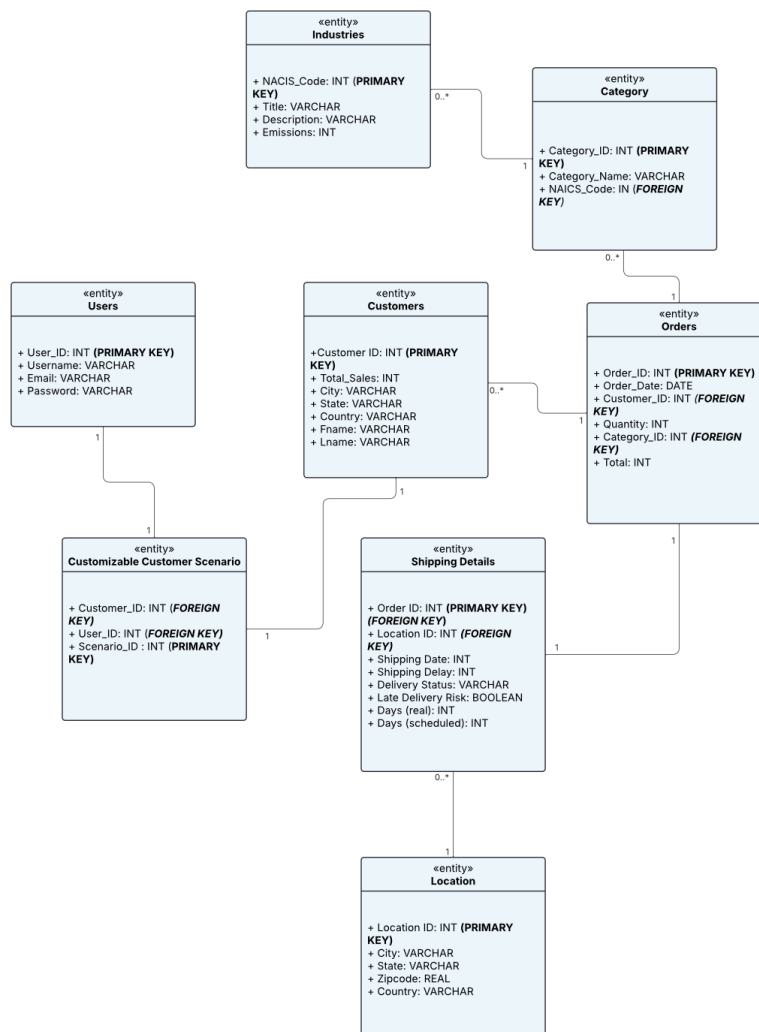 «entity»
Industries
+ NACIS_Code: INT (PRIMARY
KEY)
+ Title: VARCHAR
+ Description: VARCHAR
+ Emissions: INT
0..*
1
«entity»
Category
+ Category_ID: INT (PRIMARY
KEY)
+ Category_Name: VARCHAR
+ NAICS_Code: IN (FOREIGN
KEY)
0..*
1
«entity»
Users
+ User_ID: INT (PRIMARY KEY)
+ Username: VARCHAR
+ Email: VARCHAR
+ Password: VARCHAR
1
1
«entity»
Customers
+Customer ID: INT (PRIMARY
KEY)
+ Total_Sales: INT
+ City: VARCHAR
+ State: VARCHAR
+ Country: VARCHAR
+ Fname: VARCHAR
+ Lname: VARCHAR
0..*
1
1
«entity»
Orders
+ Order_ID: INT (PRIMARY KEY)
+ Order_Date: DATE
+ Customer_ID: INT (FOREIGN
KEY)
+ Quantity: INT
+ Category_ID: INT (FOREIGN
KEY)
+ Total: INT
1
«entity»
Customizable Customer Scenario
+ Customer_ID: INT (FOREIGN
KEY)
+ User_ID: INT (FOREIGN KEY)
+ Scenario_ID : INT (PRIMARY
KEY)
1
«entity»
Shipping Details
+ Order ID: INT (PRIMARY KEY)
(FOREIGN KEY)
+ Location ID: INT (FOREIGN
KEY)
+ Shipping Date: INT
+ Shipping Delay: INT
+ Delivery Status: VARCHAR
+ Late Delivery Risk: BOOLEAN
+ Days (real): INT
+ Days (scheduled): INT
1
0..*
1
«entity»
Location
+ Location ID: INT (PRIMARY
KEY)
+ City: VARCHAR
+ State: VARCHAR
+ Zipcode: REAL
+ Country: VARCHAR